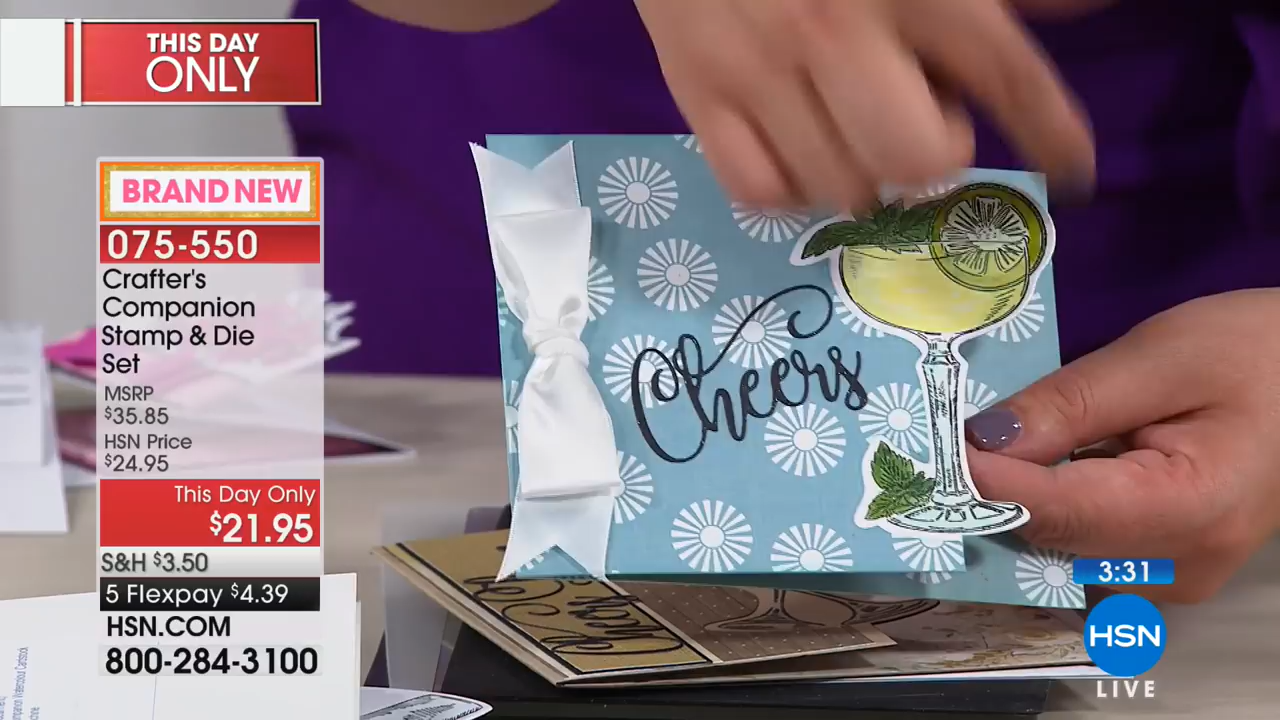 THIS DAY
ONLY
BRAND NEW
075-550
Crafter's
Companion
Stamp & Die
Set
MSRP
$35.85
HSN Price
$24.95
This Day Only
$21.95
S&H $3.50
5 Flexpay $4.39
HSN.COM
800-284-3100
Cheers
3:31
HSN
LIVE